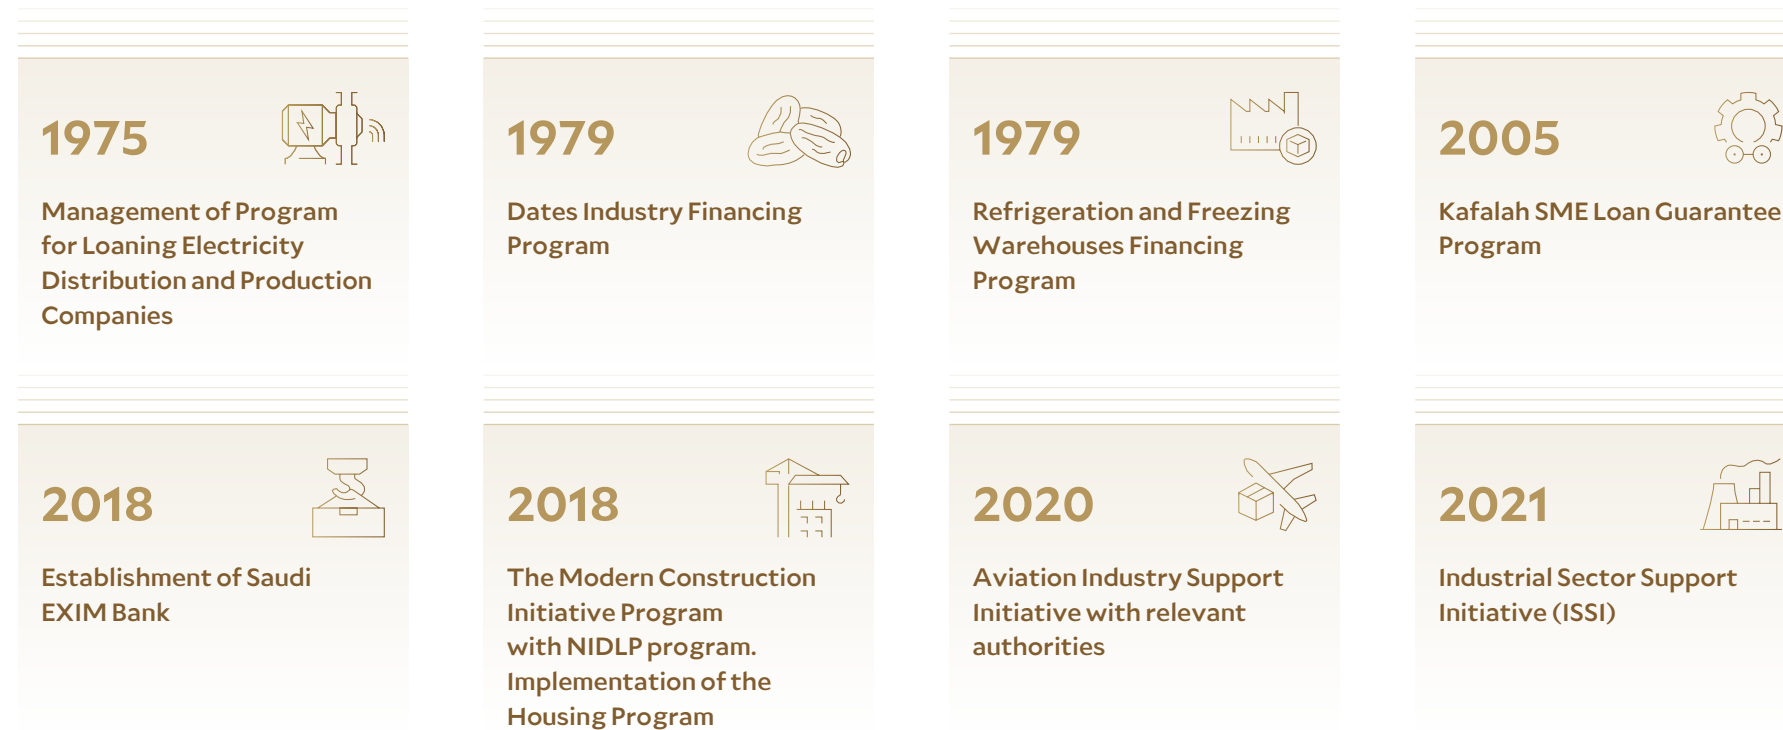 1975
Management of Program
for Loaning Electricity
Distribution and Production
Companies
1979
Dates Industry Financing
Program
1979
Refrigeration and Freezing
Warehouses Financing
Program
2005
Kafalah SME Loan Guarantee
Program
2018
Establishment of Saudi
EXIM Bank
2018
The Modern Construction
Initiative Program
with NIDLP program.
Implementation of the
Housing Program
2020
Aviation Industry Support
Initiative with relevant
authorities
2021
Industrial Sector Support
Initiative (ISSI)